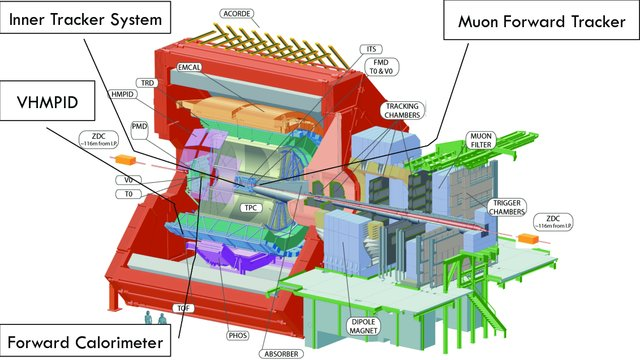 Inner Tracker System
Muon Forward Tracker
VHMPID
Forward Calorimeter
ACORDE
ITS
FMD
T0 & V0
EMCAL
TRD
HMPID
TRACKING
CHAMBERS
PMD
MUON
FILTER
ZDC
~116m from I.P.
V0
T0
TPC
TRIGGER
CHAMBERS
ZDC
~116m from I.P.
TOF
PHOS
ABSORBER
DIPOLE
MAGNET